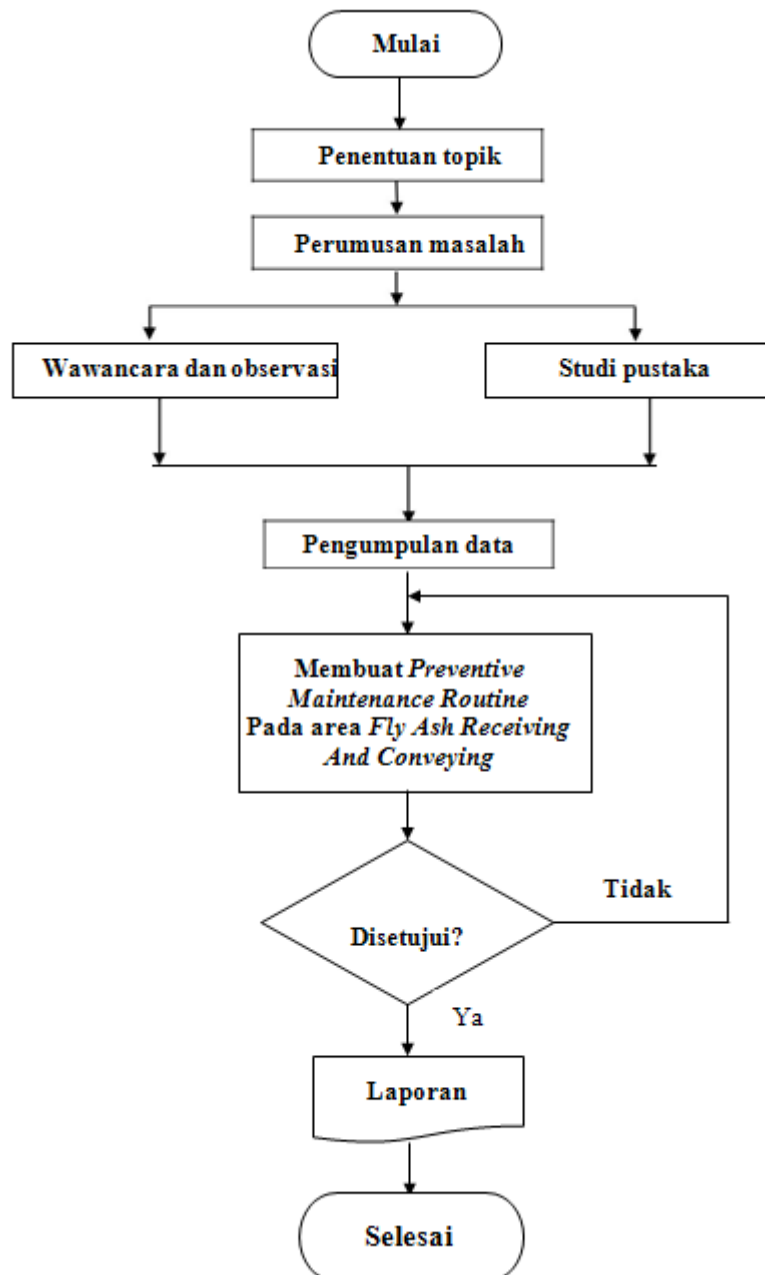 Mulai
Penentuan topik
Perumusan masalah
Wawancara dan observasi
Studi pustaka
Pengumpulan data
Membuat Preventive
Maintenance Routine
Pada area Fly Ash Receiving
And Conveying
Disetujui?
Tidak
Ya
Laporan
Selesai